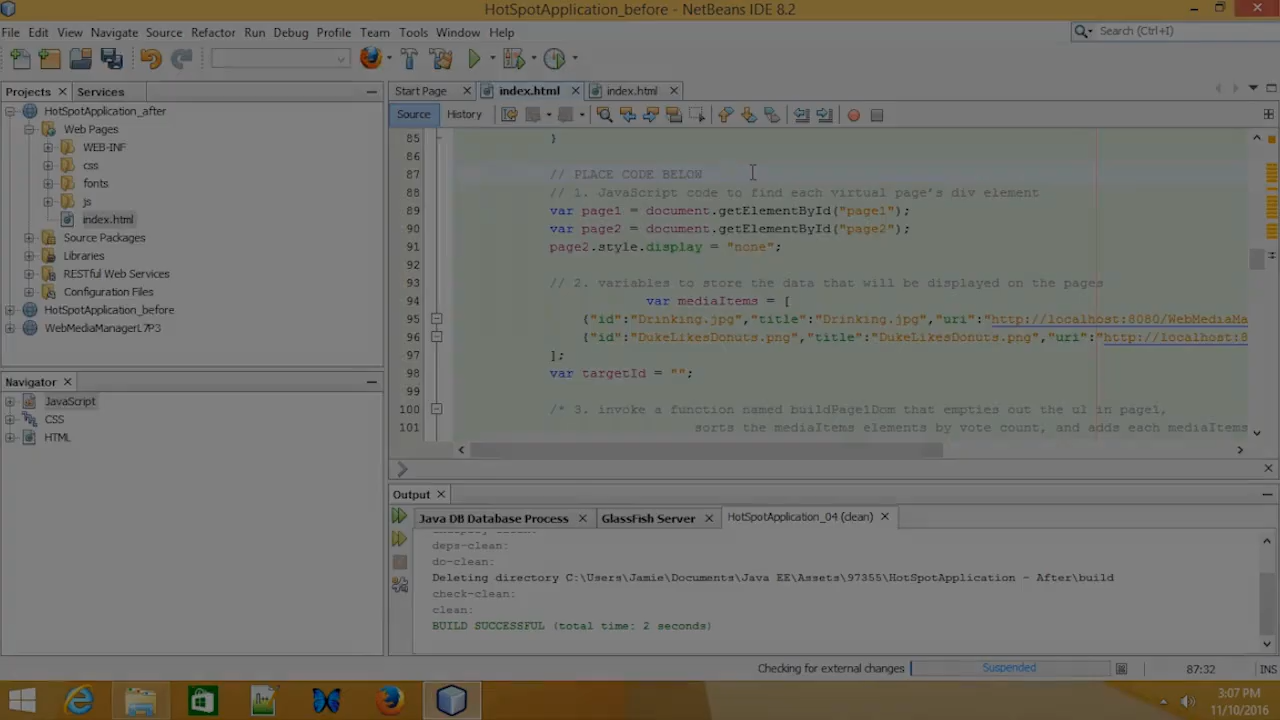 HotSpotApplication_before - NetBeans IDE 8.2
File Edit View Navigate Source Refactor Run Debug Profile Team Tools Window Help
Search (Ctrl+I)
Projects Services
Start Page index.html index.html
HotSpotApplication_after
Web Pages
WEB-INF
css
fonts
js
index.html
Source Packages
Libraries
RESTful Web Services
Configuration Files
HotSpotApplication_before
WebMediaManagerL7P3
Navigator
JavaScript
CSS
HTML
Source History
85 }
86
87 // PLACE CODE BELOW
88 // 1. JavaScript code to find each virtual page's div element
89 var page1 = document.getElementById("page1");
90 var page2 = document.getElementById("page2");
91 page2.style.display = "none";
92
93 // 2. variables to store the data that will be displayed on the pages
94 var mediaItems = [
95 {"id":"Drinking.jpg","title":"Drinking.jpg","uri":"http://localhost:8080/WebMediaMa
96 {"id":"DukeLikesDonuts.png","title":"DukeLikesDonuts.png","uri":"http://localhost:8
97 ];
98 var targetId = "";
99
100 /* 3. invoke a function named buildPage1Dom that empties out the ul in page1,
101 sorts the mediaItems elements by vote count, and adds each mediaItems
Output
Java DB Database Process GlassFish Server HotSpotApplication_04 (clean)
deps-clean:
do-clean:
Deleting directory C:\Users\Jamie\Documents\Java EE\Assets\97355\HotSpotApplication - After\build
check-clean:
clean:
BUILD SUCCESSFUL (total time: 2 seconds)
Checking for external changes Suspended 87:32 INS
3:07 PM
11/10/2016